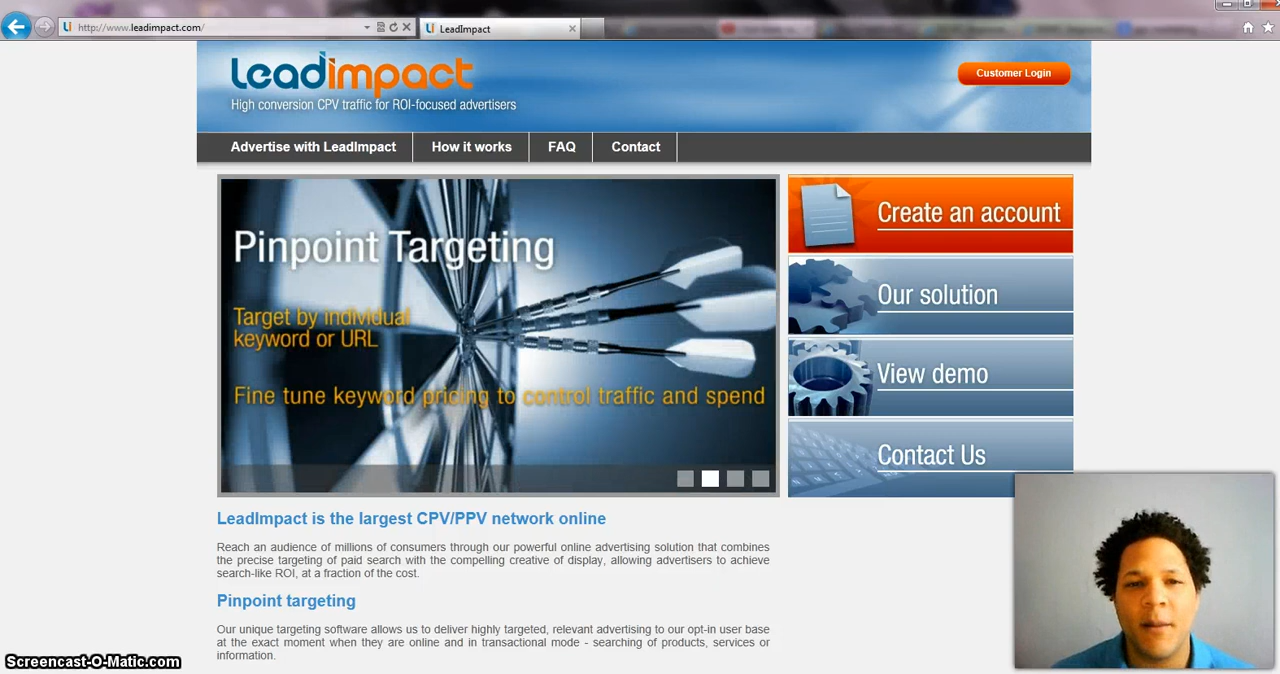 http://www.leadimpact.com/
LeadImpact
leadimpact
High conversion CPV traffic for ROI-focused advertisers
Customer Login
Advertise with LeadImpact
How it works
FAQ
Contact
Pinpoint Targeting
Target by individual
keyword or URL
Fine tune keyword pricing to control traffic and spend
Create an account
Our solution
View demo
Contact Us
LeadImpact is the largest CPV/PPV network online
Reach an audience of millions of consumers through our powerful online advertising solution that combines
the precise targeting of paid search with the compelling creative of display, allowing advertisers to achieve
search-like ROI, at a fraction of the cost.
Pinpoint targeting
Our unique targeting software allows us to deliver highly targeted, relevant advertising to our opt-in user base
at the exact moment when they are online and in transactional mode - searching of products, services or
information.
Screencast-O-Matic.com